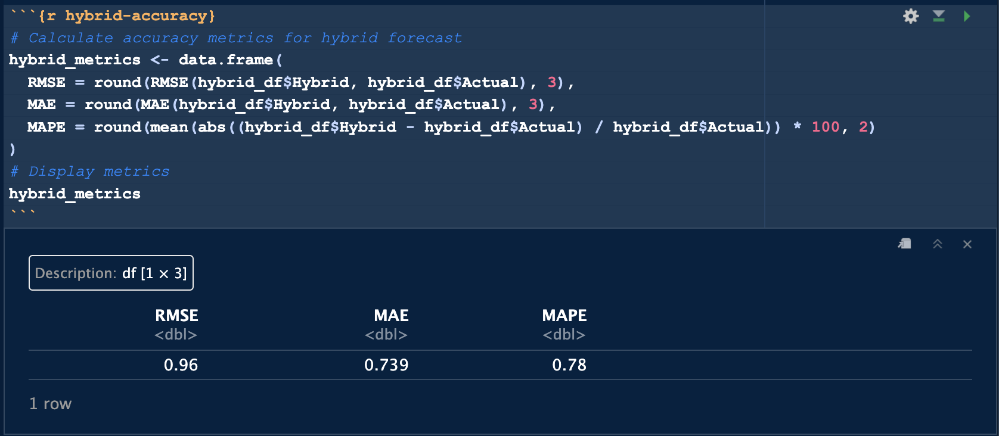 ```{r hybrid-accuracy}
# Calculate accuracy metrics for hybrid forecast
hybrid_metrics <- data.frame(
  RMSE = round(RMSE(hybrid_df$Hybrid, hybrid_df$Actual), 3),
  MAE = round(MAE(hybrid_df$Hybrid, hybrid_df$Actual), 3),
  MAPE = round(mean(abs((hybrid_df$Hybrid - hybrid_df$Actual) / hybrid_df$Actual)) * 100, 2)
)
# Display metrics
hybrid_metrics
```
Description: df [1 × 3]
RMSE MAE MAPE
<dbl> <dbl> <dbl>
0.96 0.739 0.78
1 row